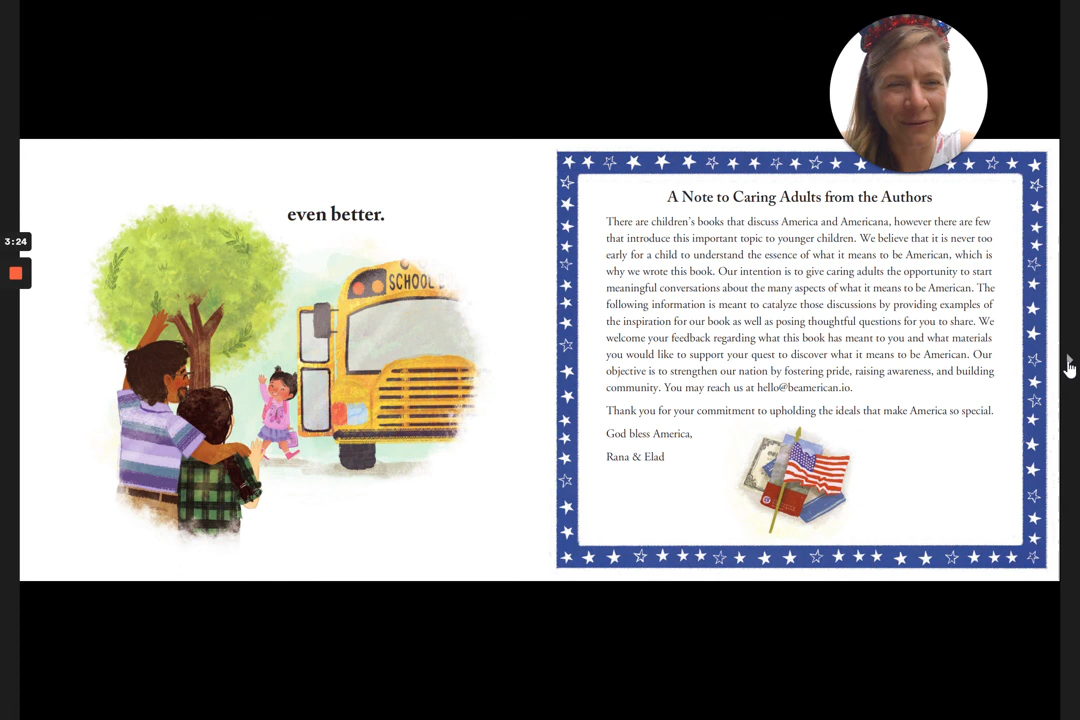 even better.
SCHOOL
3:24
A Note to Caring Adults from the Authors
There are children's books that discuss America and Americana, however there are few
that introduce this important topic to younger children. We believe that it is never too
early for a child to understand the essence of what it means to be American, which is
why we wrote this book. Our intention is to give caring adults the opportunity to start
meaningful conversations about the many aspects of what it means to be American. The
following information is meant to catalyze those discussions by providing examples of
the inspiration for our book as well as posing thoughtful questions for you to share. We
welcome your feedback regarding what this book has meant to you and what materials
you would like to support your quest to discover what it means to be American. Our
objective is to strengthen our nation by fostering pride, raising awareness, and building
community. You may reach us at hello@beamerican.io.
Thank you for your commitment to upholding the ideals that make America so special.
God bless America,
Rana & Elad